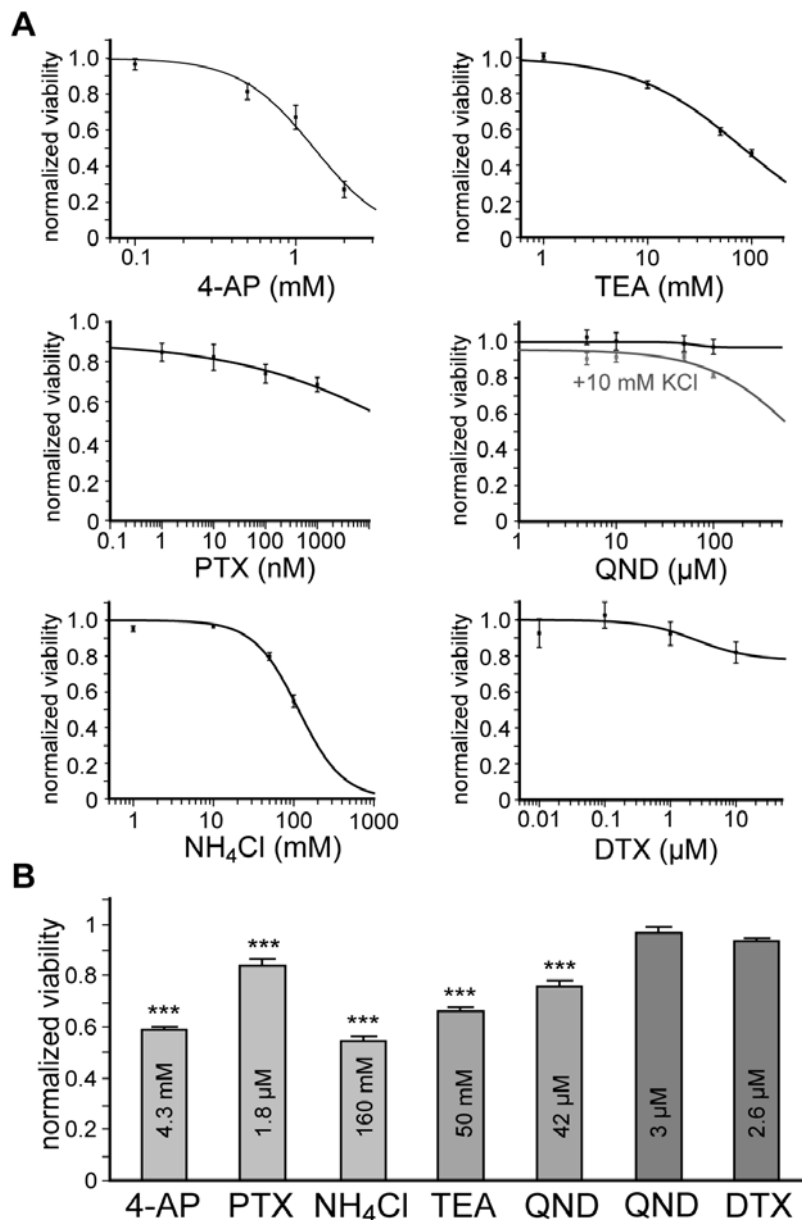 A
normalized viability
1.0
0.8
0.6
0.4
0.2
0
0.1
1
4-AP (mM)
normalized viability
1.0
0.8
0.6
0.4
0.2
0
1
10
100
TEA (mM)
normalized viability
1.0
0.8
0.6
0.4
0.2
0
0.1
1
10
100
1000
PTX (nM)
normalized viability
1.0
0.8
0.6
0.4
0.2
0
+10 mM KCl
1
10
100
QND (µM)
normalized viability
1.0
0.8
0.6
0.4
0.2
0
1
10
100
1000
NH₄Cl (mM)
normalized viability
1.0
0.8
0.6
0.4
0.2
0
0.01
0.1
1
10
DTX (µM)
B
normalized viability
1
0.8
0.6
0.4
0.2
0
***
***
***
***
***
4.3 mM
1.8 µM
160 mM
50 mM
42 µM
3 µM
2.6 µM
4-AP PTX NH₄Cl TEA QND QND DTX